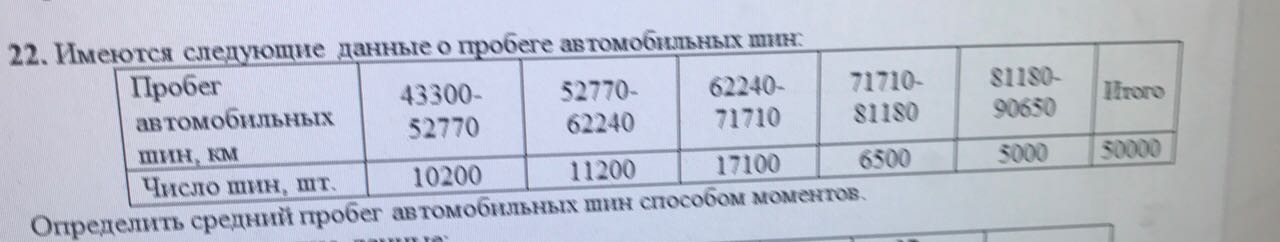 22. Имеются следующие данные о пробеге автомобильных шин:
Пробег автомобильных шин, км 43300-52770 52770-62240 62240-71710 71710-81180 81180-90650 Итого
Число шин, шт. 10200 11200 17100 6500 5000 50000
Определить средний пробег автомобильных шин способом моментов.
данные: